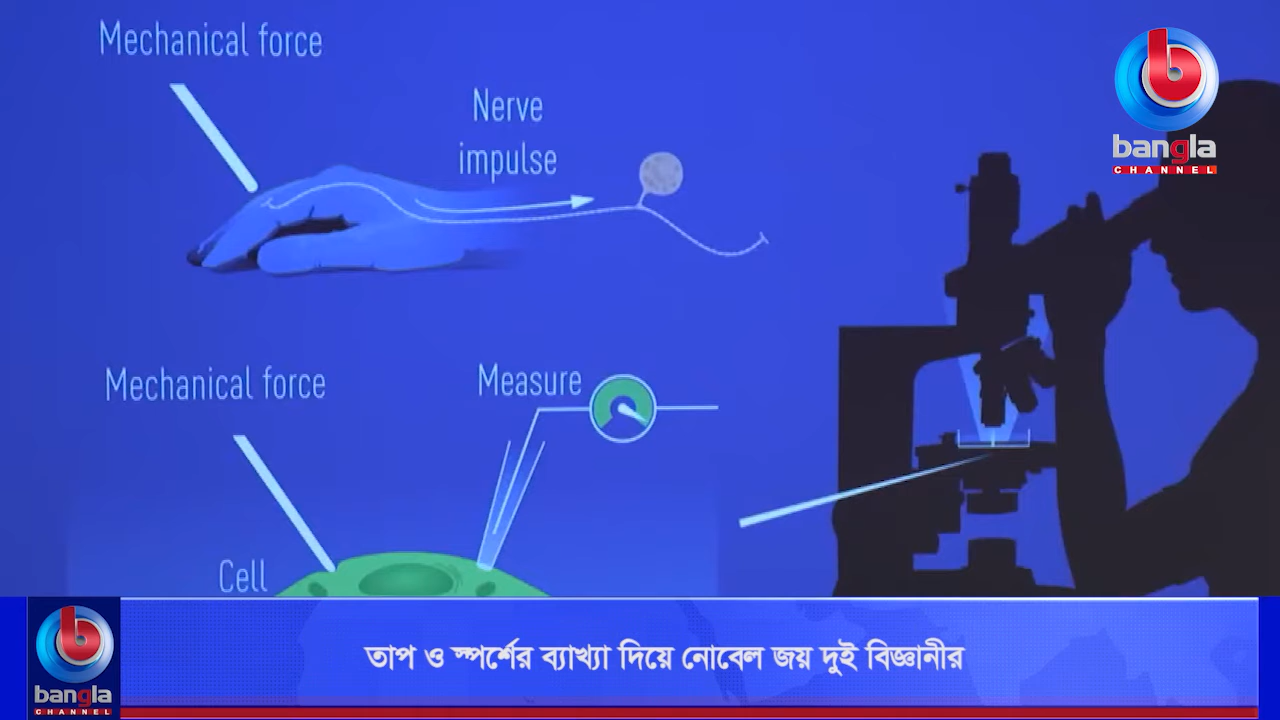 Mechanical force
Nerve
impulse
bangla
CHANNEL
Mechanical force
Measure
Cell
তাপ ও স্পর্শের ব্যাখ্যা দিয়ে নোবেল জয় দুই বিজ্ঞানীর
bangla
CHANNEL